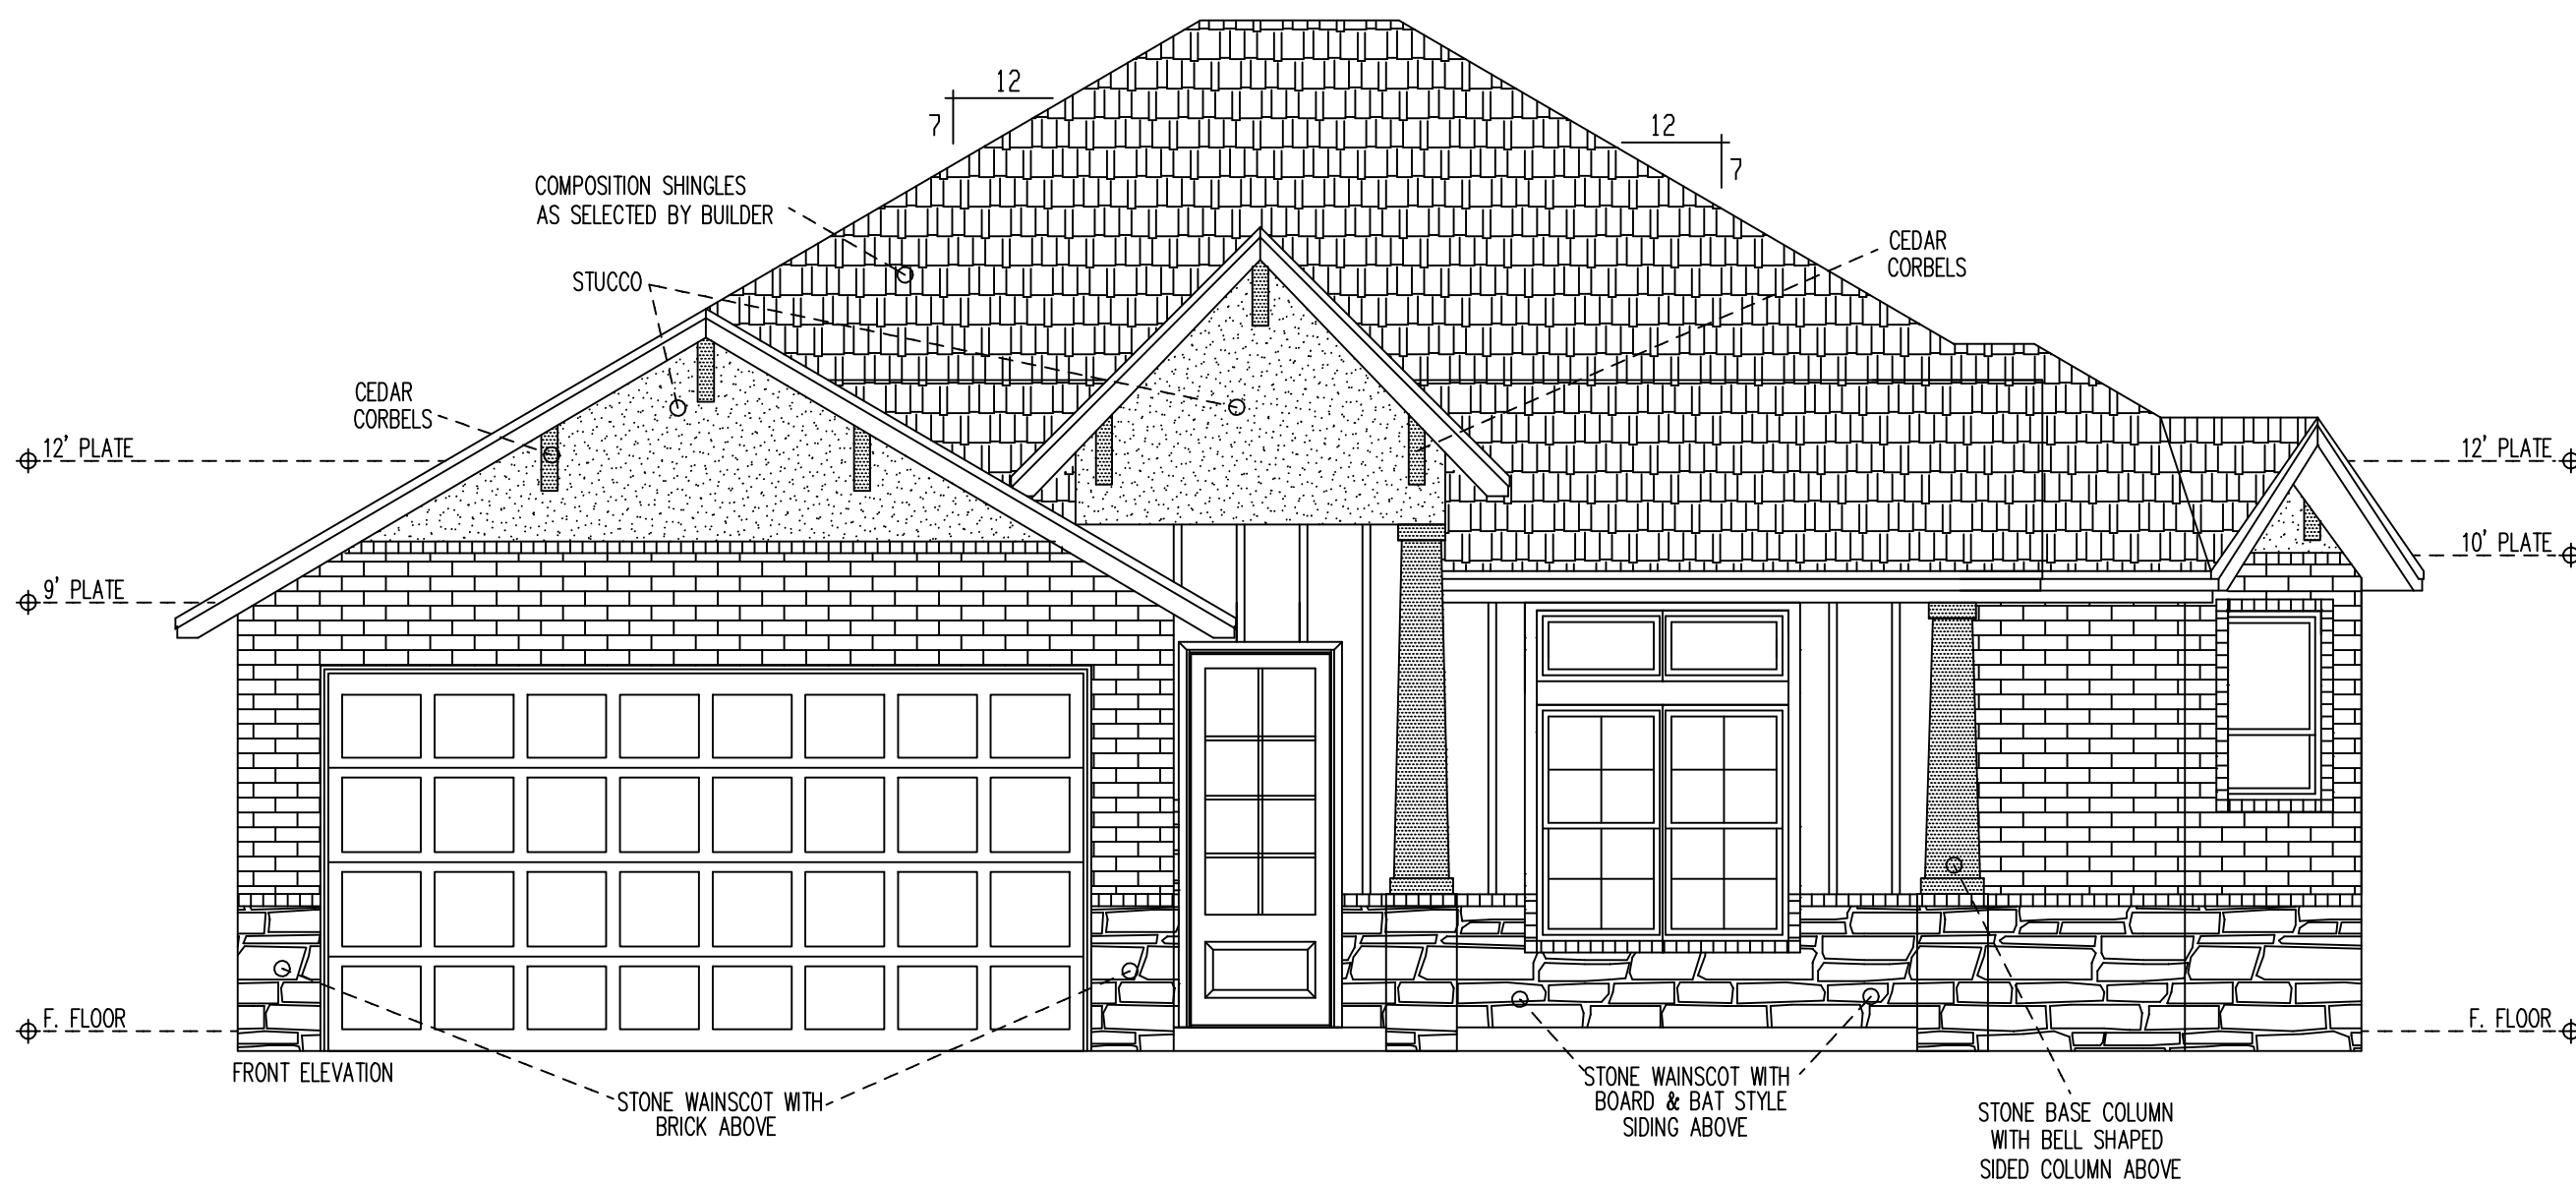 12
7
12
7
COMPOSITION SHINGLES
AS SELECTED BY BUILDER
STUCCO
CEDAR
CORBELS
CEDAR
CORBELS
12' PLATE
12' PLATE
10' PLATE
9' PLATE
F. FLOOR
F. FLOOR
FRONT ELEVATION
STONE WAINSCOT WITH
BRICK ABOVE
STONE WAINSCOT WITH
BOARD & BAT STYLE
SIDING ABOVE
STONE BASE COLUMN
WITH BELL SHAPED
SIDED COLUMN ABOVE